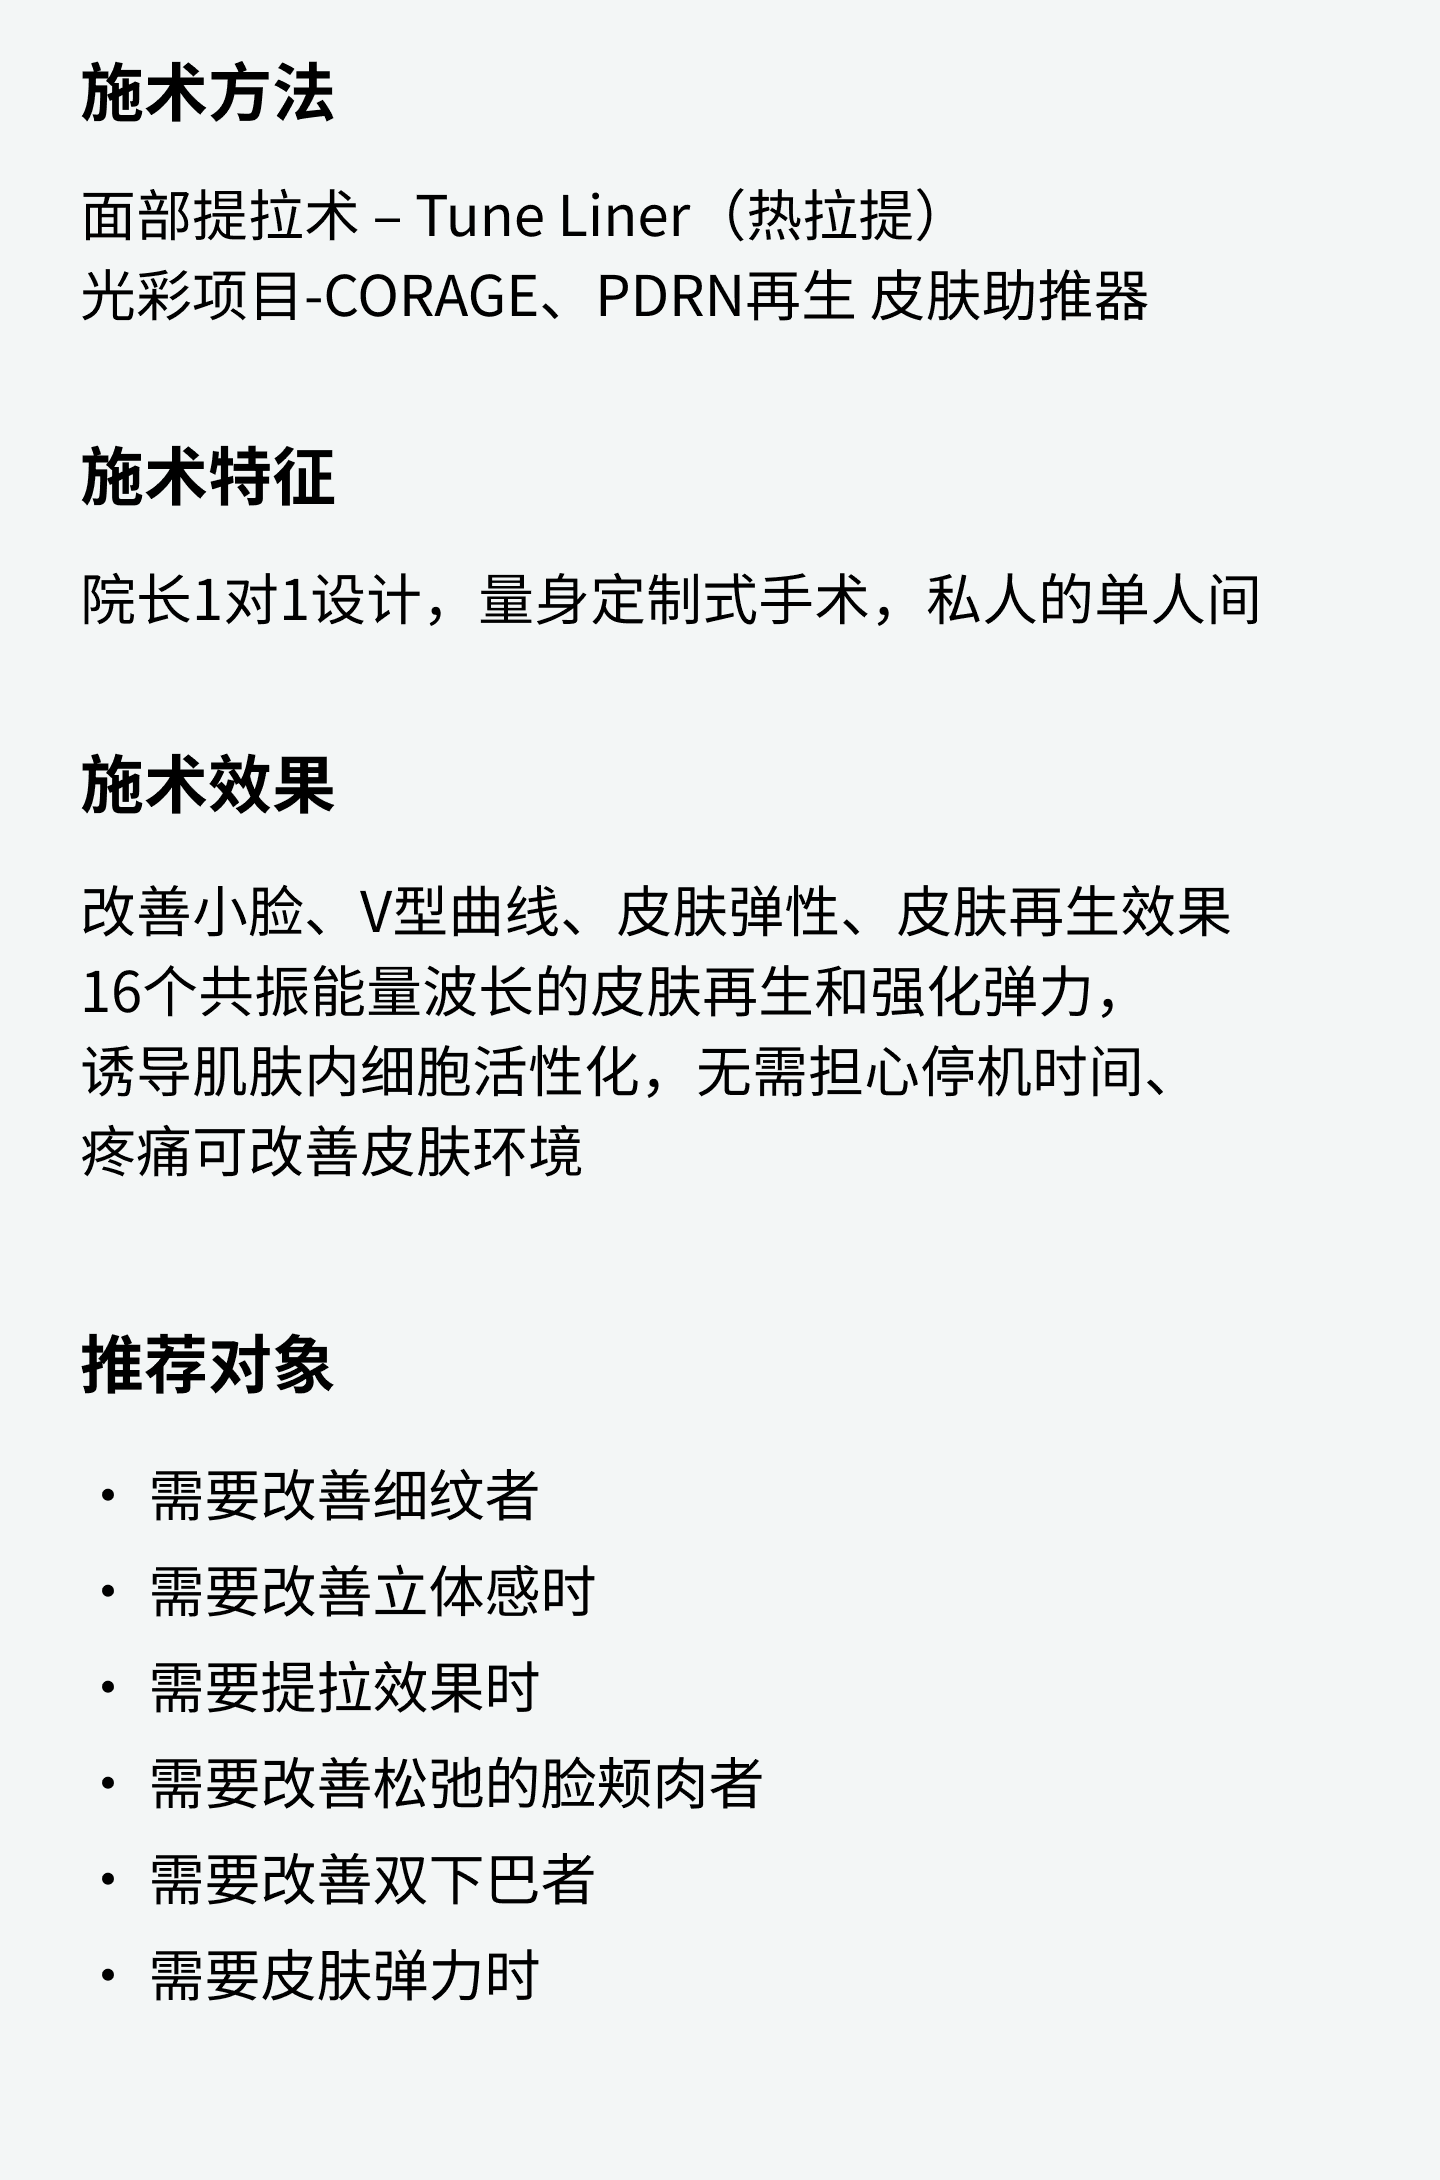 施术方法
面部提拉术 – Tune Liner（热拉提）
光彩项目-CORAGE、PDRN再生 皮肤助推器
施术特征
院长1对1设计，量身定制式手术，私人的单人间
施术效果
改善小脸、V型曲线、皮肤弹性、皮肤再生效果
16个共振能量波长的皮肤再生和强化弹力，
诱导肌肤内细胞活性化，无需担心停机时间、
疼痛可改善皮肤环境
推荐对象
・ 需要改善细纹者
・ 需要改善立体感时
・ 需要提拉效果时
・ 需要改善松弛的脸颊肉者
・ 需要改善双下巴者
・ 需要皮肤弹力时